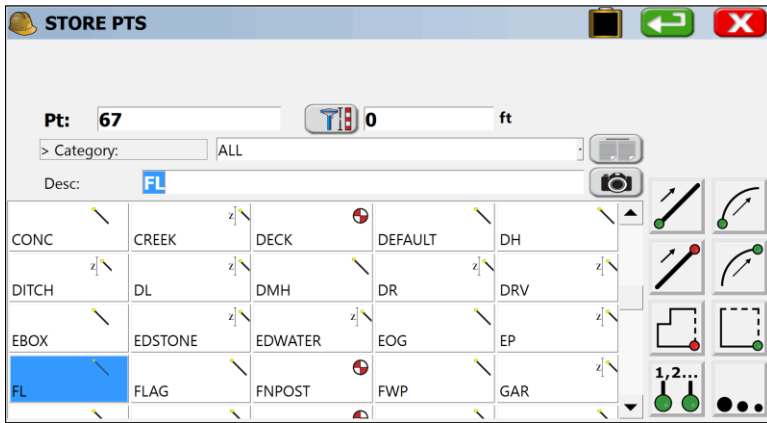 STORE PTS
X
Pt: 67 0 ft
> Category: ALL
Desc: FL
CONC z CREEK DECK DEFAULT DH
z DITCH z DL DMH z DR z DRV
EBOX z EDSTONE z EDWATER EOG z EP
FL FLAG FNPOST FWP z GAR
1,2...